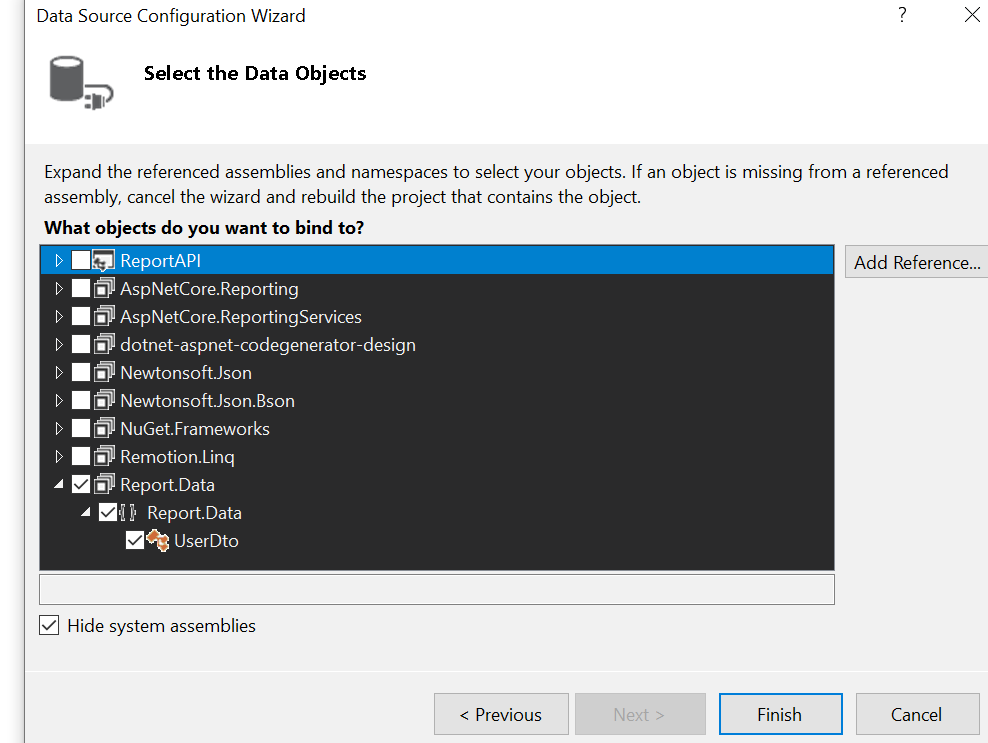 Data Source Configuration Wizard
?
Select the Data Objects
Expand the referenced assemblies and namespaces to select your objects. If an object is missing from a referenced
assembly, cancel the wizard and rebuild the project that contains the object.
What objects do you want to bind to?
ReportAPI
Add Reference...
AspNetCore.Reporting
AspNetCore.ReportingServices
dotnet-aspnet-codegenerator-design
Newtonsoft.Json
Newtonsoft.Json.Bson
NuGet.Frameworks
Remotion.Linq
Report.Data
{ } Report.Data
UserDto
Hide system assemblies
< Previous
Next >
Finish
Cancel